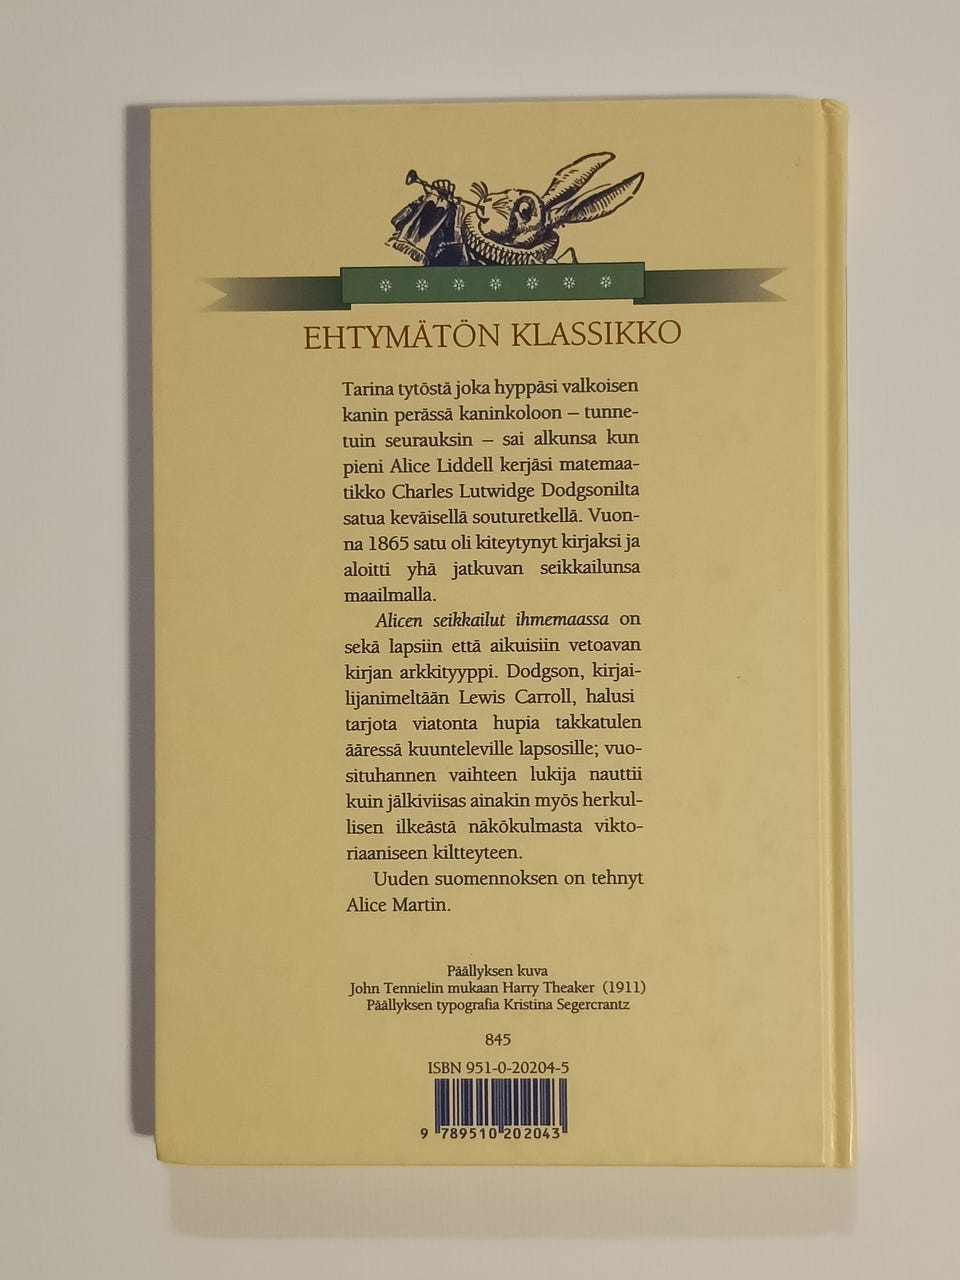 EHTYMÄTÖN KLASSIKKO
Tarina tytöstä joka hyppäsi valkoisen
kanin perässä kaninkoloon – tunne-
tuin seurauksin – sai alkunsa kun
pieni Alice Liddell kerjäsi matemaa-
tikko Charles Lutwidge Dodgsonilta
satua keväisellä souturetkellä. Vuon-
na 1865 satu oli kiteytynyt kirjaksi ja
aloitti yhä jatkuvan seikkailunsa
maailmalla.
Alicen seikkailut ihmemaassa on
sekä lapsiin että aikuisiin vetoavan
kirjan arkkityyppi. Dodgson, kirjai-
lijanimeltään Lewis Carroll, halusi
tarjota viatonta hupia takkatulen
ääressä kuunteleville lapsosille; vuo-
situhannen vaihteen lukija nauttii
kuin jälkiviisas ainakin myös herkul-
lisen ilkeästä näkökulmasta vikto-
riaaniseen kiltteyteen.
Uuden suomennoksen on tehnyt
Alice Martin.
Päällyksen kuva
John Tennielin mukaan Harry Theaker (1911)
Päällyksen typografia Kristina Segercrantz
845
ISBN 951-0-20204-5
9 789510 202043